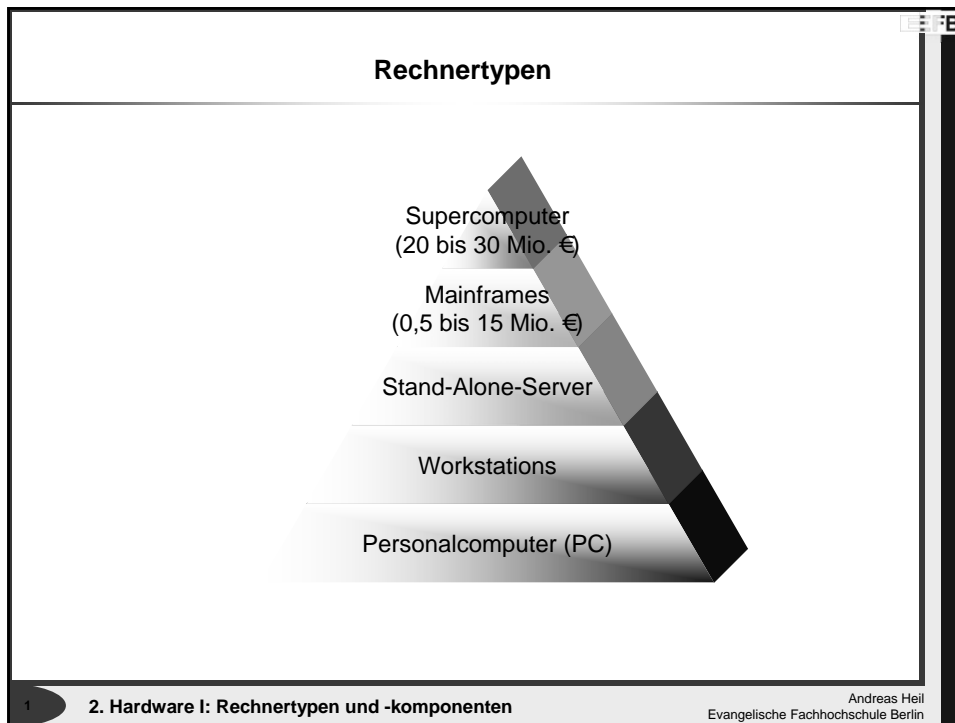 EFB
Rechnertypen
Supercomputer
(20 bis 30 Mio. €)
Mainframes
(0,5 bis 15 Mio. €)
Stand-Alone-Server
Workstations
Personalcomputer (PC)
1
2. Hardware I: Rechnertypen und -komponenten
Andreas Heil
Evangelische Fachhochschule Berlin